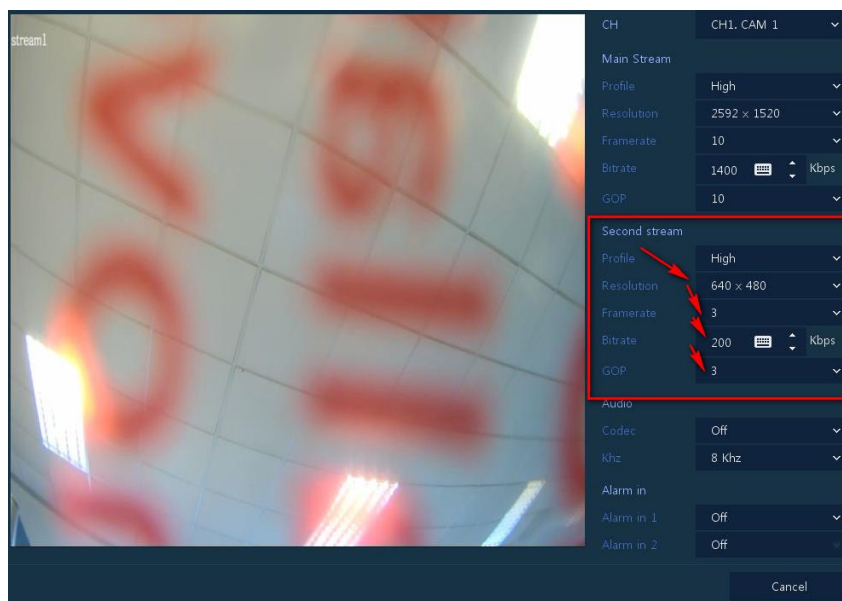 stream1
CH CH1. CAM 1
Main Stream
Profile High
Resolution 2592 × 1520
Framerate 10
Bitrate 1400 Kbps
GOP 10
Second stream
Profile High
Resolution 640 × 480
Framerate 3
Bitrate 200 Kbps
GOP 3
Audio
Codec Off
Khz 8 Khz
Alarm in
Alarm in 1 Off
Alarm in 2 Off
Cancel